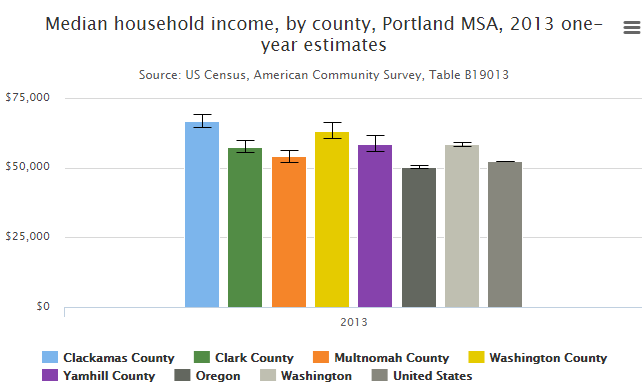 Median household income, by county, Portland MSA, 2013 one-
year estimates
Source: US Census, American Community Survey, Table B19013
$75,000
$50,000
$25,000
$0
2013
Clackamas County Clark County Multnomah County Washington County
Yamhill County Oregon Washington United States